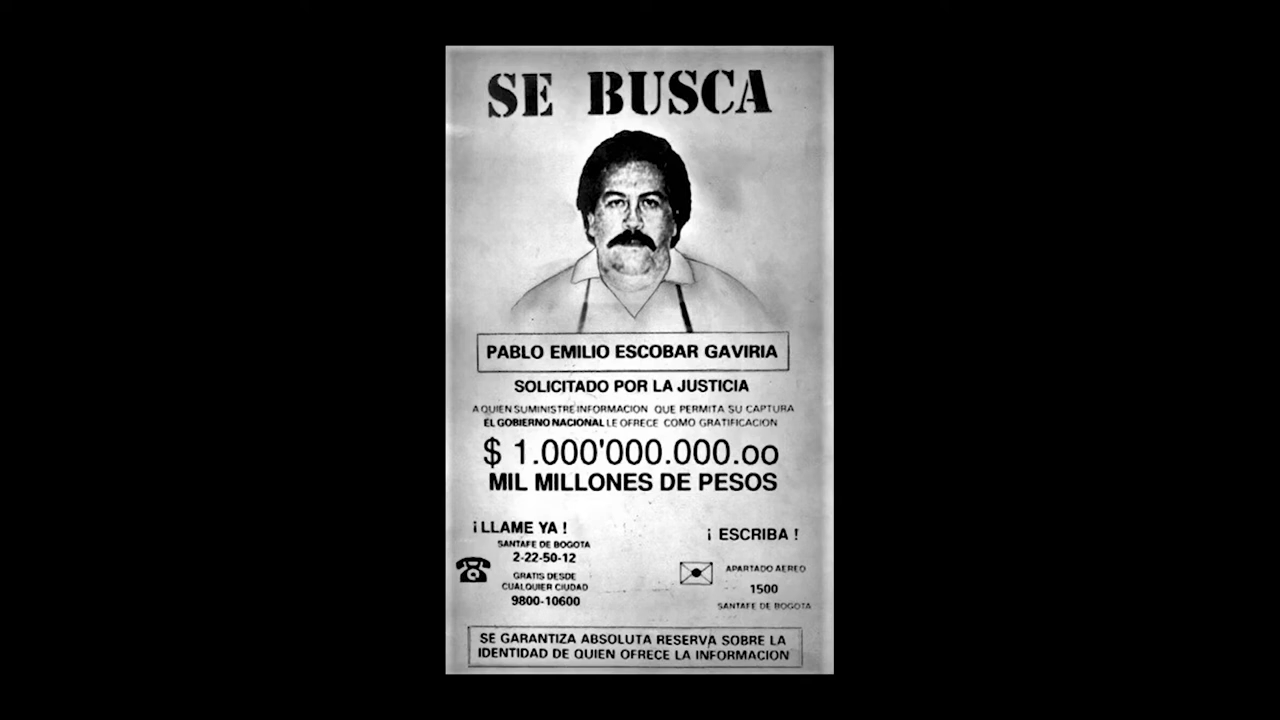 SE BUSCA
PABLO EMILIO ESCOBAR GAVIRIA
SOLICITADO POR LA JUSTICIA
A QUIEN SUMINISTRE INFORMACION QUE PERMITA SU CAPTURA
EL GOBIERNO NACIONAL LE OFRECE COMO GRATIFICACION
$ 1.000'000.000.oo
MIL MILLONES DE PESOS
¡LLAME YA!
SANTAFE DE BOGOTA
2-22-50-12
GRATIS DESDE
CUALQUIER CIUDAD
9800-10600
¡ ESCRIBA !
APARTADO AEREO
1500
SANTAFE DE BOGOTA
SE GARANTIZA ABSOLUTA RESERVA SOBRE LA
IDENTIDAD DE QUIEN OFRECE LA INFORMACION